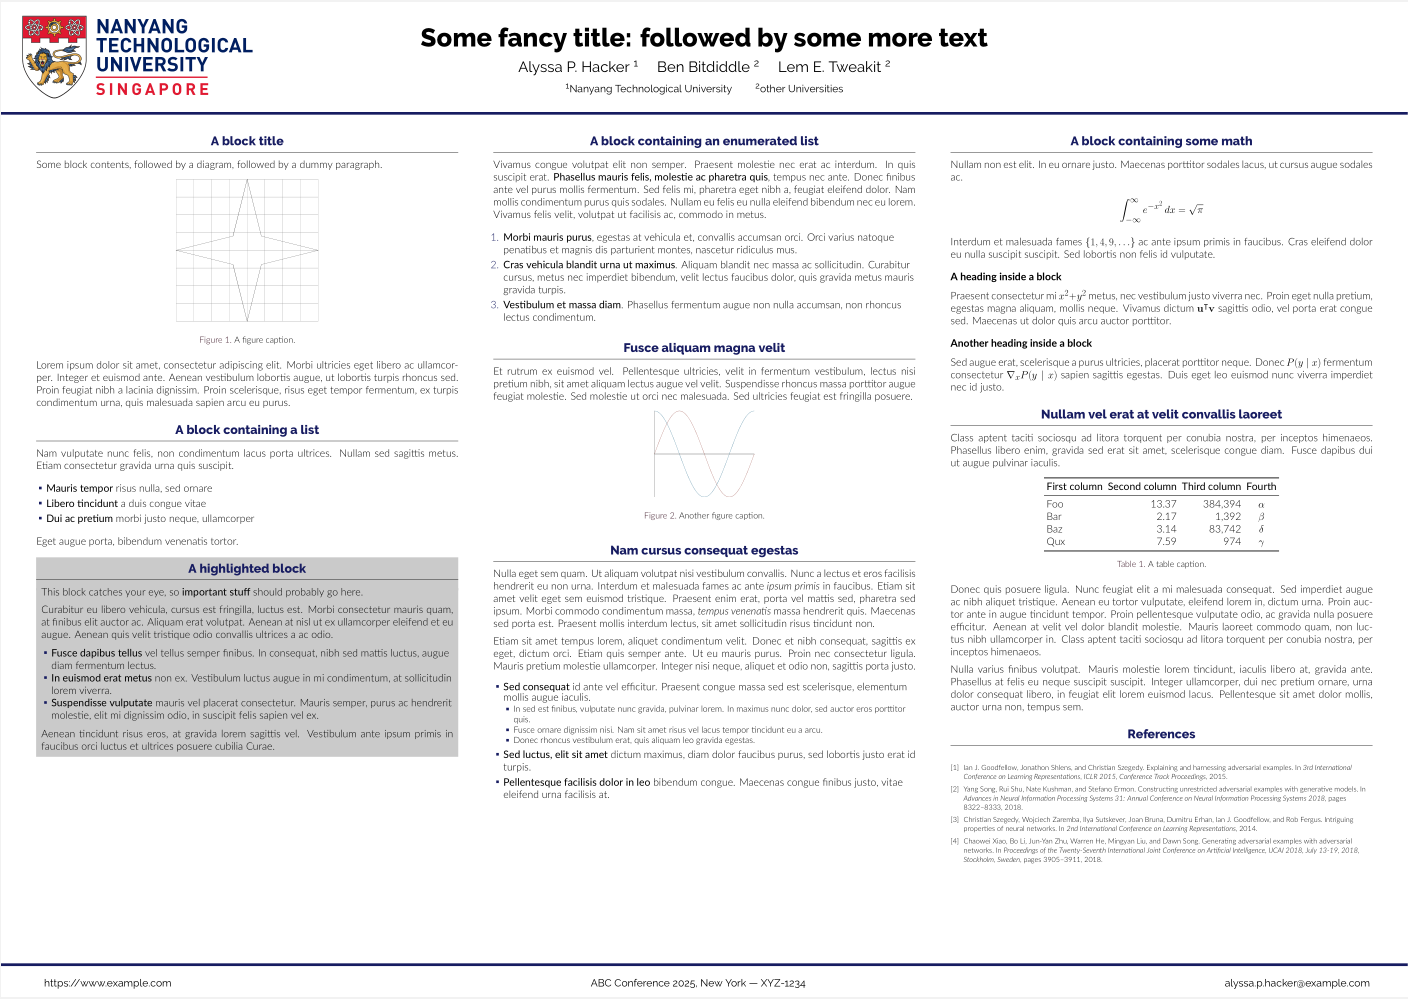 NANYANG
TECHNOLOGICAL
UNIVERSITY
SINGAPORE
Some fancy title: followed by some more text
Alyssa P. Hacker ¹ Ben Bitdiddle ² Lem E. Tweakit ²
¹Nanyang Technological University ²other Universities
A block title
Some block contents, followed by a diagram, followed by a dummy paragraph.
Figure 1. A figure caption.
Lorem ipsum dolor sit amet, consectetur adipiscing elit. Morbi ultricies eget libero ac ullamcor-
per. Integer et euismod ante. Aenean vestibulum lobortis augue, ut lobortis turpis rhoncus sed.
Proin feugiat nibh a lacinia dignissim. Proin scelerisque, risus eget tempor fermentum, ex turpis
condimentum urna, quis malesuada sapien arcu eu purus.
A block containing a list
Nam vulputate nunc felis, non condimentum lacus porta ultrices. Nullam sed sagittis metus.
Etiam consectetur gravida urna quis suscipit.
▪ Mauris tempor risus nulla, sed ornare
▪ Libero tincidunt a duis congue vitae
▪ Dui ac pretium morbi justo neque, ullamcorper
Eget augue porta, bibendum venenatis tortor.
A highlighted block
This block catches your eye, so important stuff should probably go here.
Curabitur eu libero vehicula, cursus est fringilla, luctus est. Morbi consectetur mauris quam,
at finibus elit auctor ac. Aliquam erat volutpat. Aenean at nisl ut ex ullamcorper eleifend et eu
augue. Aenean quis velit tristique odio convallis ultrices a ac odio.
▪ Fusce dapibus tellus vel tellus semper finibus. In consequat, nibh sed mattis luctus, augue
diam fermentum lectus.
▪ In euismod erat metus non ex. Vestibulum luctus augue in mi condimentum, at sollicitudin
lorem viverra.
▪ Suspendisse vulputate mauris vel placerat consectetur. Mauris semper, purus ac hendrerit
molestie, elit mi dignissim odio, in suscipit felis sapien vel ex.
Aenean tincidunt risus eros, at gravida lorem sagittis vel. Vestibulum ante ipsum primis in
faucibus orci luctus et ultrices posuere cubilia Curae.
A block containing an enumerated list
Vivamus congue volutpat elit non semper. Praesent molestie nec erat ac interdum. In quis
suscipit erat. Phasellus mauris felis, molestie ac pharetra quis, tempus nec ante. Donec finibus
ante vel purus mollis fermentum. Sed felis mi, pharetra eget nibh a, feugiat eleifend dolor. Nam
mollis condimentum purus quis sodales. Nullam eu felis eu nulla eleifend bibendum nec eu lorem.
Vivamus felis velit, volutpat ut facilisis ac, commodo in metus.
1. Morbi mauris purus, egestas at vehicula et, convallis accumsan orci. Orci varius natoque
penatibus et magnis dis parturient montes, nascetur ridiculus mus.
2. Cras vehicula blandit urna ut maximus. Aliquam blandit nec massa ac sollicitudin. Curabitur
cursus, metus nec imperdiet bibendum, velit lectus faucibus dolor, quis gravida metus mauris
gravida turpis.
3. Vestibulum et massa diam. Phasellus fermentum augue non nulla accumsan, non rhoncus
lectus condimentum.
Fusce aliquam magna velit
Et rutrum ex euismod vel. Pellentesque ultricies, velit in fermentum vestibulum, lectus nisi
pretium nibh, sit amet aliquam lectus augue vel velit. Suspendisse rhoncus massa porttitor augue
feugiat molestie. Sed molestie ut orci nec malesuada. Sed ultricies feugiat est fringilla posuere.
Figure 2. Another figure caption.
Nam cursus consequat egestas
Nulla eget sem quam. Ut aliquam volutpat nisi vestibulum convallis. Nunc a lectus et eros facilisis
hendrerit eu non urna. Interdum et malesuada fames ac ante ipsum primis in faucibus. Etiam sit
amet velit eget sem euismod tristique. Praesent enim erat, porta vel mattis sed, pharetra sed
ipsum. Morbi commodo condimentum massa, tempus venenatis massa hendrerit quis. Maecenas
sed porta est. Praesent mollis interdum lectus, sit amet sollicitudin risus tincidunt non.
Etiam sit amet tempus lorem, aliquet condimentum velit. Donec et nibh consequat, sagittis ex
eget, dictum orci. Etiam quis semper ante. Ut eu mauris purus. Proin nec consectetur ligula.
Mauris pretium molestie ullamcorper. Integer nisi neque, aliquet et odio non, sagittis porta justo.
▪ Sed consequat id ante vel efficitur. Praesent congue massa sed est scelerisque, elementum
mollis augue iaculis.
▪ In sed est finibus, vulputate nunc gravida, pulvinar lorem. In maximus nunc dolor, sed auctor eros porttitor
quis.
▪ Fusce ornare dignissim nisi. Nam sit amet risus vel lacus tempor tincidunt eu a arcu.
▪ Donec rhoncus vestibulum erat, quis aliquam leo gravida egestas.
▪ Sed luctus, elit sit amet dictum maximus, diam dolor faucibus purus, sed lobortis justo erat id
turpis.
▪ Pellentesque facilisis dolor in leo bibendum congue. Maecenas congue finibus justo, vitae
eleifend urna facilisis at.
A block containing some math
Nullam non est elit. In eu ornare justo. Maecenas porttitor sodales lacus, ut cursus augue sodales
ac.
∫_{−∞}^{∞} e^{−x²} dx = √π
Interdum et malesuada fames {1, 4, 9, . . .} ac ante ipsum primis in faucibus. Cras eleifend dolor
eu nulla suscipit suscipit. Sed lobortis non felis id vulputate.
A heading inside a block
Praesent consectetur mi x²+y² metus, nec vestibulum justo viverra nec. Proin eget nulla pretium,
egestas magna aliquam, mollis neque. Vivamus dictum u⊺v sagittis odio, vel porta erat congue
sed. Maecenas ut dolor quis arcu auctor porttitor.
Another heading inside a block
Sed augue erat, scelerisque a purus ultricies, placerat porttitor neque. Donec P(y | x) fermentum
consectetur ∇ₓP(y | x) sapien sagittis egestas. Duis eget leo euismod nunc viverra imperdiet
nec id justo.
Nullam vel erat at velit convallis laoreet
Class aptent taciti sociosqu ad litora torquent per conubia nostra, per inceptos himenaeos.
Phasellus libero enim, gravida sed erat sit amet, scelerisque congue diam. Fusce dapibus dui
ut augue pulvinar iaculis.
First column Second column Third column Fourth
Foo 13.37 384,394 α
Bar 2.17 1,392 β
Baz 3.14 83,742 δ
Qux 7.59 974 γ
Table 1. A table caption.
Donec quis posuere ligula. Nunc feugiat elit a mi malesuada consequat. Sed imperdiet augue
ac nibh aliquet tristique. Aenean eu tortor vulputate, eleifend lorem in, dictum urna. Proin auc-
tor ante in augue tincidunt tempor. Proin pellentesque vulputate odio, ac gravida nulla posuere
efficitur. Aenean at velit vel dolor blandit molestie. Mauris laoreet commodo quam, non luc-
tus nibh ullamcorper in. Class aptent taciti sociosqu ad litora torquent per conubia nostra, per
inceptos himenaeos.
Nulla varius finibus volutpat. Mauris molestie lorem tincidunt, iaculis libero at, gravida ante.
Phasellus at felis eu neque suscipit suscipit. Integer ullamcorper, dui nec pretium ornare, urna
dolor consequat libero, in feugiat elit lorem euismod lacus. Pellentesque sit amet dolor mollis,
auctor urna non, tempus sem.
References
[1] Ian J. Goodfellow, Jonathon Shlens, and Christian Szegedy. Explaining and harnessing adversarial examples. In 3rd International
Conference on Learning Representations, ICLR 2015, Conference Track Proceedings, 2015.
[2] Yang Song, Rui Shu, Nate Kushman, and Stefano Ermon. Constructing unrestricted adversarial examples with generative models. In
Advances in Neural Information Processing Systems 31: Annual Conference on Neural Information Processing Systems 2018, pages
8322–8333, 2018.
[3] Christian Szegedy, Wojciech Zaremba, Ilya Sutskever, Joan Bruna, Dumitru Erhan, Ian J. Goodfellow, and Rob Fergus. Intriguing
properties of neural networks. In 2nd International Conference on Learning Representations, 2014.
[4] Chaowei Xiao, Bo Li, Jun-Yan Zhu, Warren He, Mingyan Liu, and Dawn Song. Generating adversarial examples with adversarial
networks. In Proceedings of the Twenty-Seventh International Joint Conference on Artificial Intelligence, IJCAI 2018, July 13-19, 2018,
Stockholm, Sweden, pages 3905–3911, 2018.
https://www.example.com
ABC Conference 2025, New York — XYZ-1234
alyssa.p.hacker@example.com